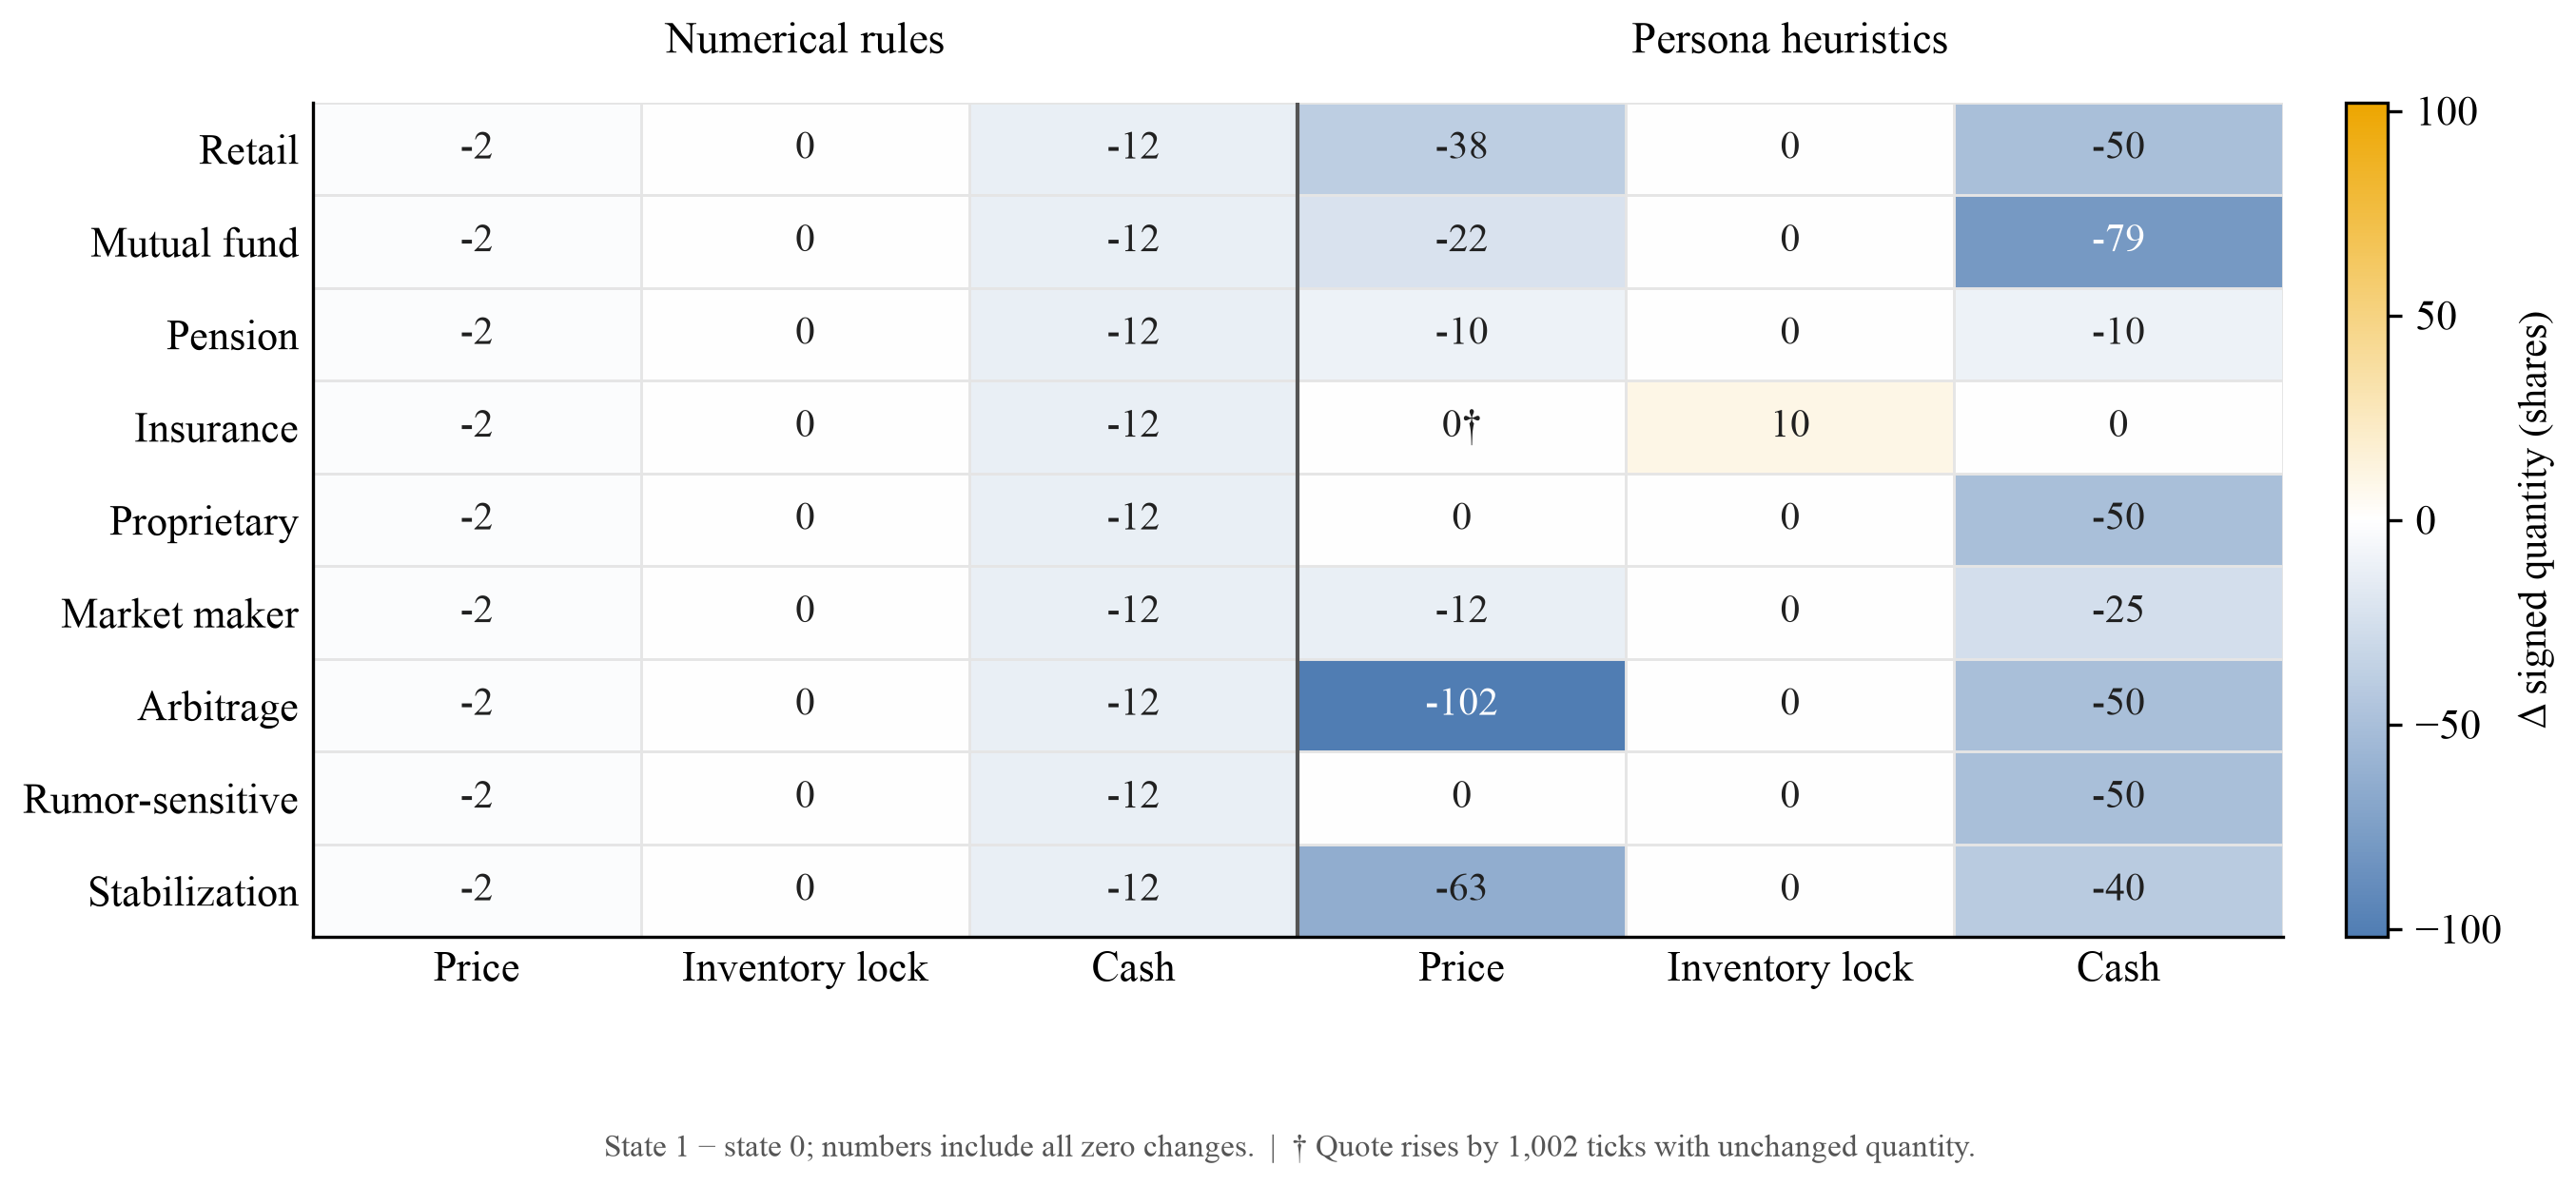 Numerical rules Persona heuristics
Retail -2 0 -12 -38 0 -50
Mutual fund -2 0 -12 -22 0 -79
Pension -2 0 -12 -10 0 -10
Insurance -2 0 -12 0† 10 0
Proprietary -2 0 -12 0 0 -50
Market maker -2 0 -12 -12 0 -25
Arbitrage -2 0 -12 -102 0 -50
Rumor-sensitive -2 0 -12 0 0 -50
Stabilization -2 0 -12 -63 0 -40
Price Inventory lock Cash Price Inventory lock Cash
100
50
0
−50
−100
Δ signed quantity (shares)
State 1 − state 0; numbers include all zero changes. | † Quote rises by 1,002 ticks with unchanged quantity.